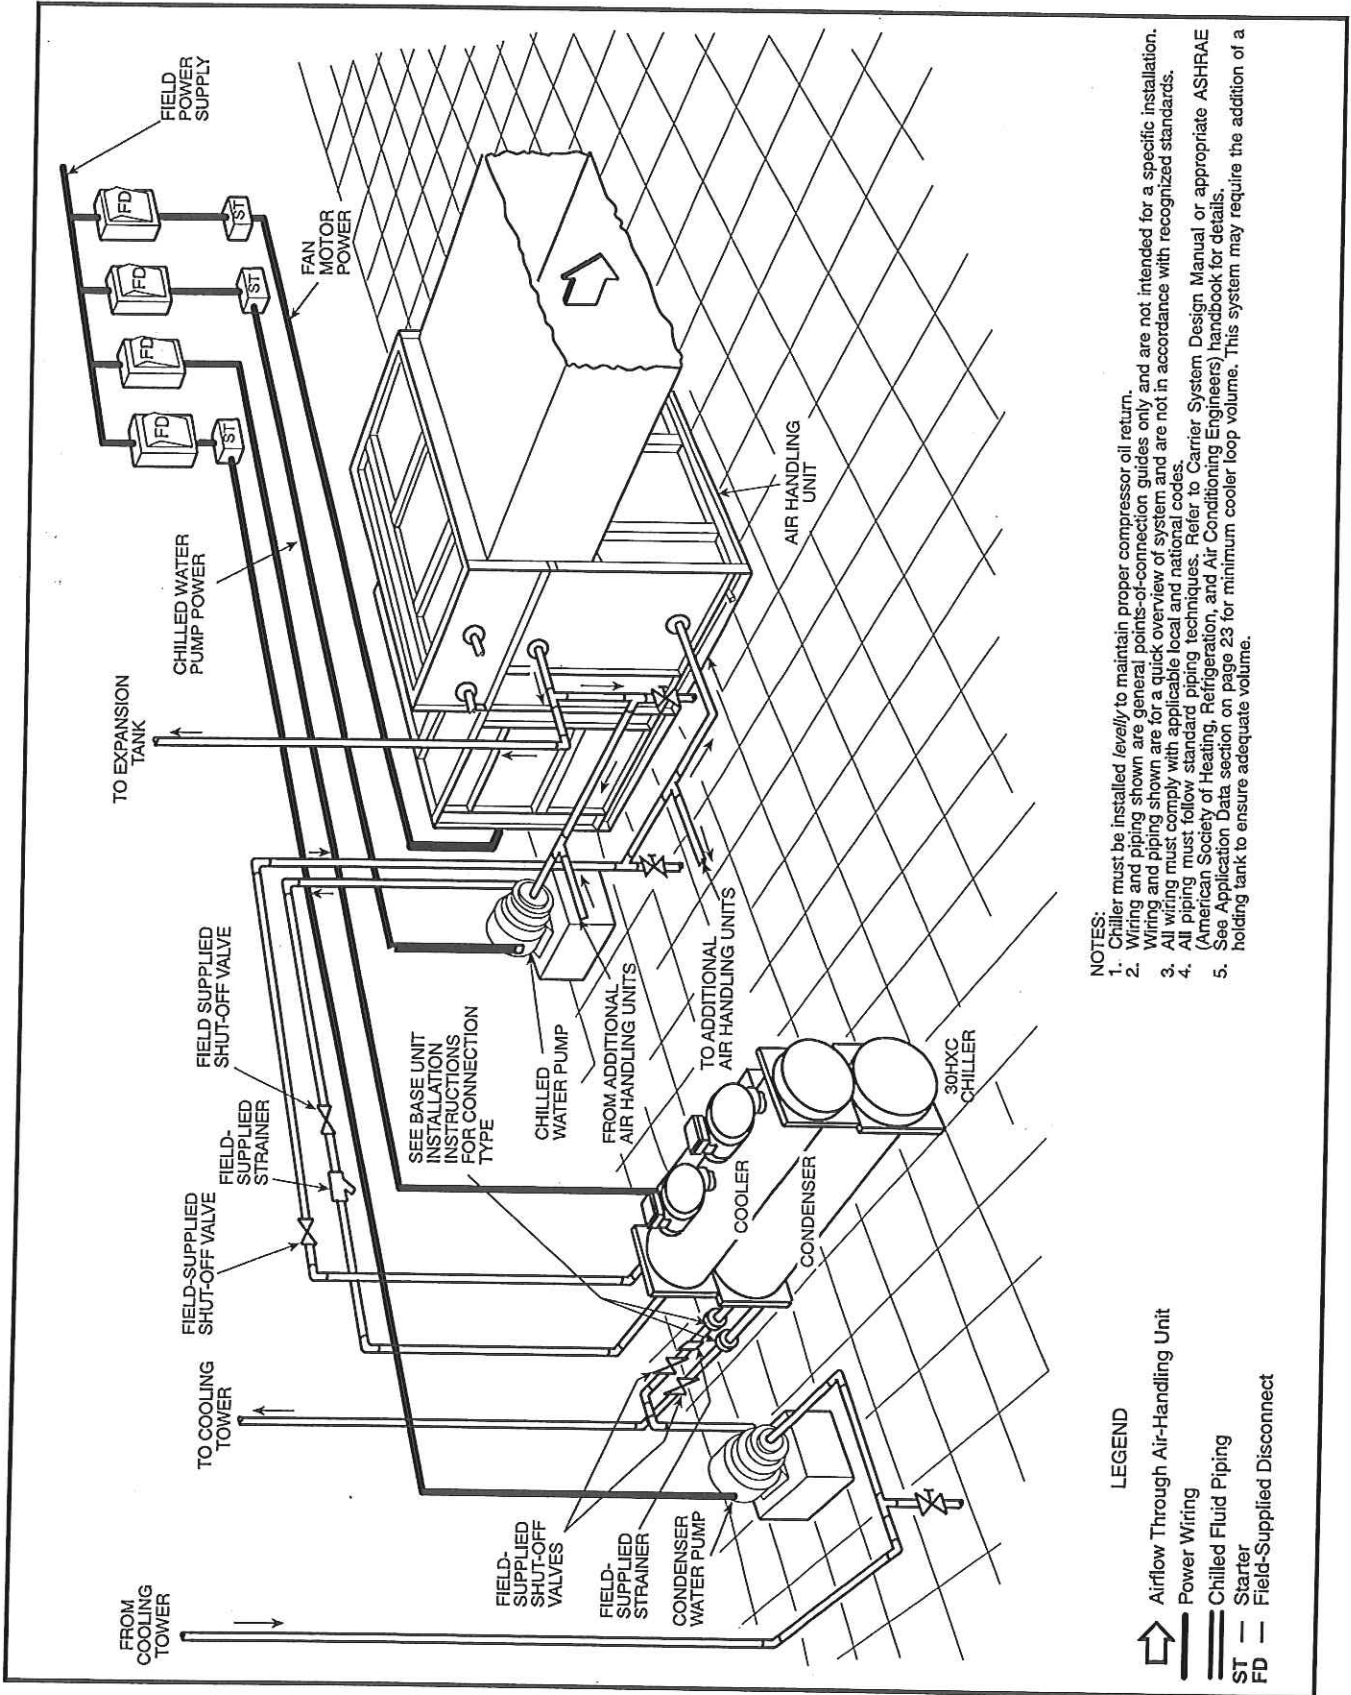 FROM
COOLING
TOWER
TO COOLING
TOWER
FIELD-SUPPLIED
SHUT-OFF VALVE
FIELD-
SUPPLIED
STRAINER
FIELD SUPPLIED
SHUT-OFF VALVE
TO EXPANSION
TANK
CHILLED WATER
PUMP POWER
FIELD
POWER
SUPPLY
FD
FD
FD
FD
ST
ST
ST
FAN
MOTOR
POWER
SEE BASE UNIT
INSTALLATION
INSTRUCTIONS
FOR CONNECTION
TYPE
CHILLED
WATER PUMP
FROM ADDITIONAL
AIR HANDLING UNITS
TO ADDITIONAL
AIR HANDLING UNITS
AIR HANDLING
UNIT
FIELD-
SUPPLIED
SHUT-OFF
VALVES
FIELD-
SUPPLIED
STRAINER
CONDENSER
WATER PUMP
COOLER
CONDENSER
30HXC
CHILLER
LEGEND
Airflow Through Air-Handling Unit
Power Wiring
Chilled Fluid Piping
ST — Starter
FD — Field-Supplied Disconnect
NOTES:
1. Chiller must be installed levelly to maintain proper compressor oil return.
2. Wiring and piping shown are general points-of-connection guides only and are not intended for a specific installation.
Wiring and piping shown are for a quick overview of system and are not in accordance with recognized standards.
3. All wiring must comply with applicable local and national codes.
4. All piping must follow standard piping techniques. Refer to Carrier System Design Manual or appropriate ASHRAE
(American Society of Heating, Refrigeration, and Air Conditioning Engineers) handbook for details.
5. See Application Data section on page 23 for minimum cooler loop volume. This system may require the addition of a
holding tank to ensure adequate volume.